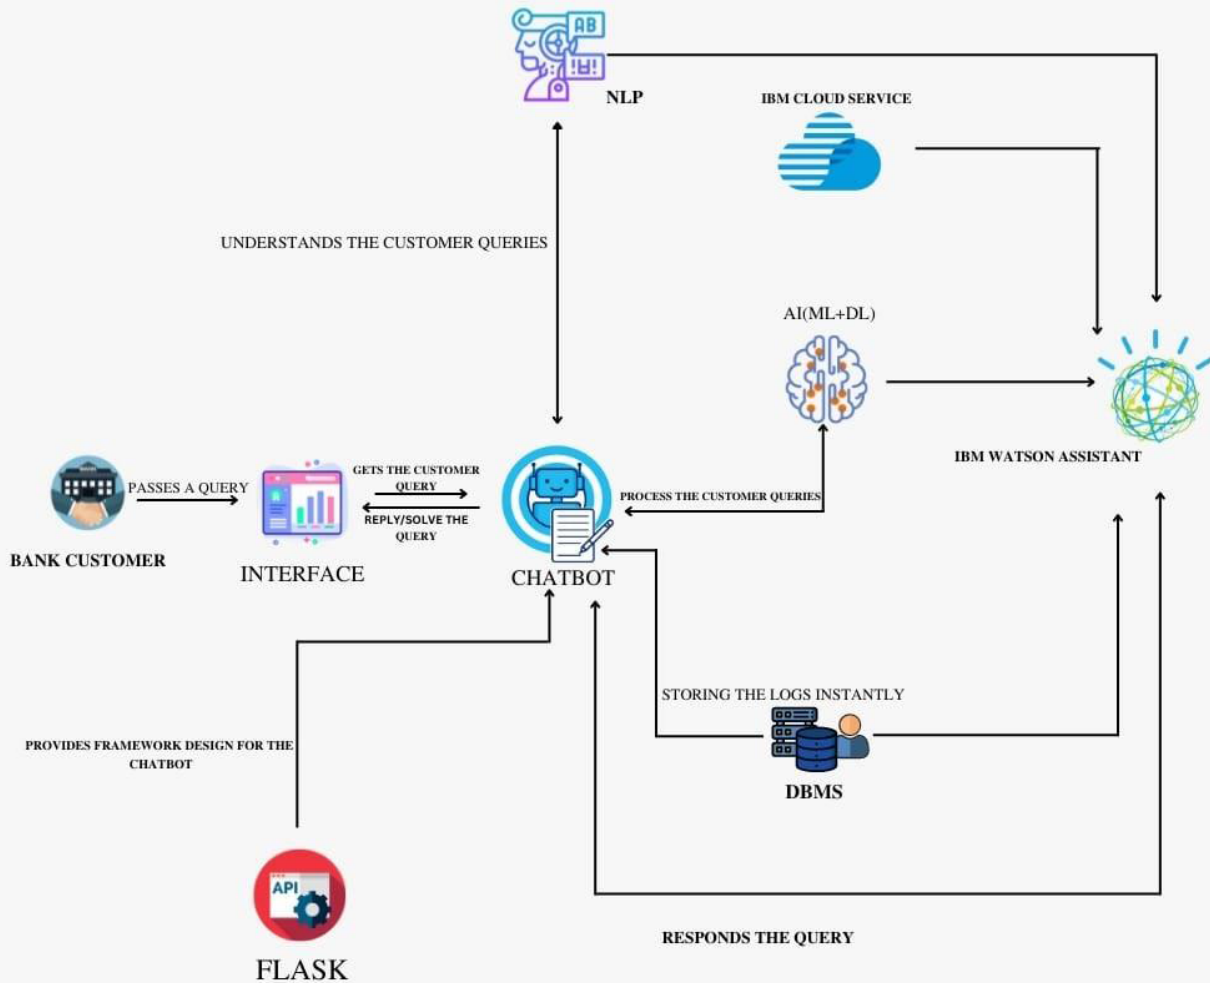 AB
NLP
IBM CLOUD SERVICE
UNDERSTANDS THE CUSTOMER QUERIES
AI(ML+DL)
IBM WATSON ASSISTANT
PASSES A QUERY
BANK CUSTOMER
INTERFACE
GETS THE CUSTOMER
QUERY
REPLY/SOLVE THE
QUERY
PROCESS THE CUSTOMER QUERIES
CHATBOT
STORING THE LOGS INSTANTLY
DBMS
PROVIDES FRAMEWORK DESIGN FOR THE
CHATBOT
API
FLASK
RESPONDS THE QUERY